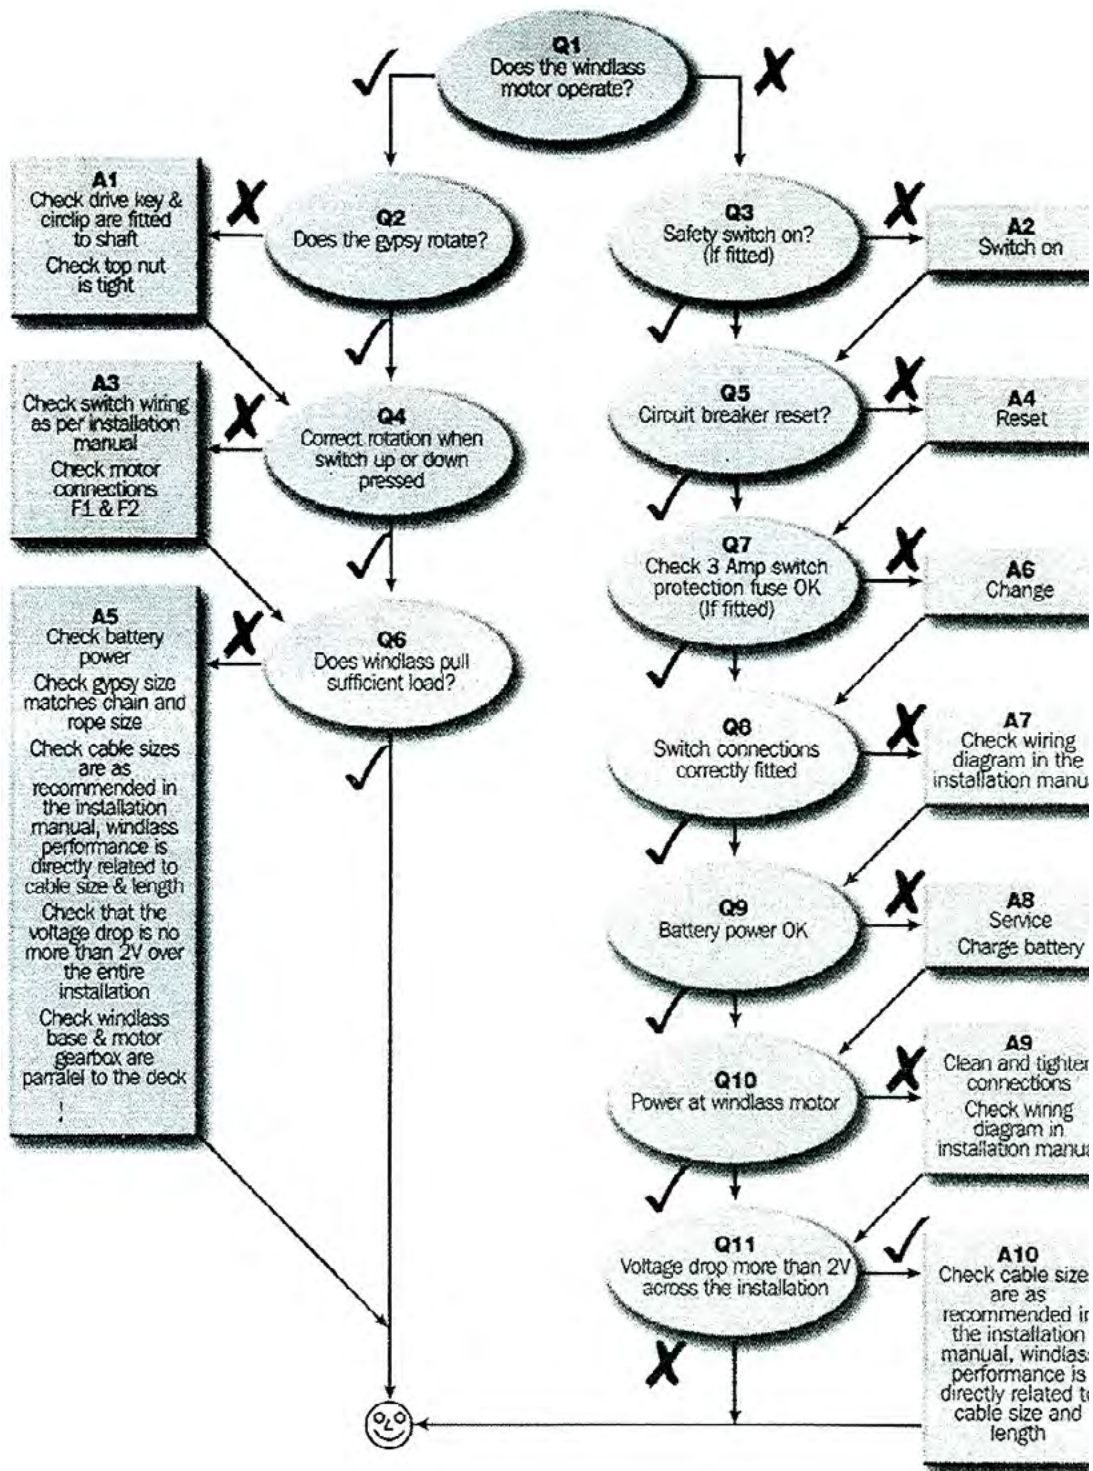 Q1
Does the windlass
motor operate?
A1
Check drive key &
circlip are fitted
to shaft
Check top nut
is tight
Q2
Does the gypsy rotate?
Q3
Safety switch on?
(If fitted)
A2
Switch on
A3
Check switch wiring
as per installation
manual
Check motor
connections
F1 & F2
Q4
Correct rotation when
switch up or down
pressed
Q5
Circuit breaker reset?
A4
Reset
Q7
Check 3 Amp switch
protection fuse OK
(If fitted)
A6
Change
A5
Check battery
power
Check gypsy size
matches chain and
rope size
Check cable sizes
are as
recommended in
the installation
manual, windlass
performance is
directly related to
cable size & length
Check that the
voltage drop is no
more than 2V over
the entire
installation
Check windlass
base & motor
gearbox are
parralel to the deck
!
Q6
Does windlass pull
sufficient load?
Q8
Switch connections
correctly fitted
A7
Check wiring
diagram in the
installation manu
Q9
Battery power OK
A8
Service
Charge battery
Q10
Power at windlass motor
A9
Clean and tighten
connections
Check wiring
diagram in
installation manu
Q11
Voltage drop more than 2V
across the installation
A10
Check cable size
are as
recommended in
the installation
manual, windlass
performance is
directly related to
cable size and
length